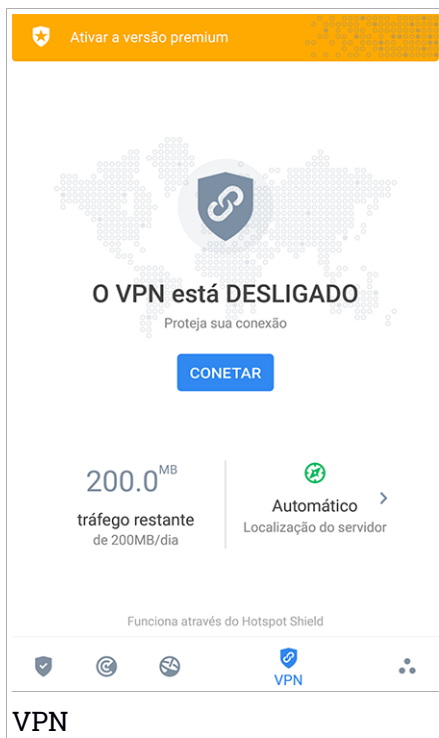 Ativar a versão premium
O VPN está DESLIGADO
Proteja sua conexão
CONETAR
200.0MB
tráfego restante
de 200MB/dia
Automático
Localização do servidor
Funciona através do Hotspot Shield
VPN
VPN